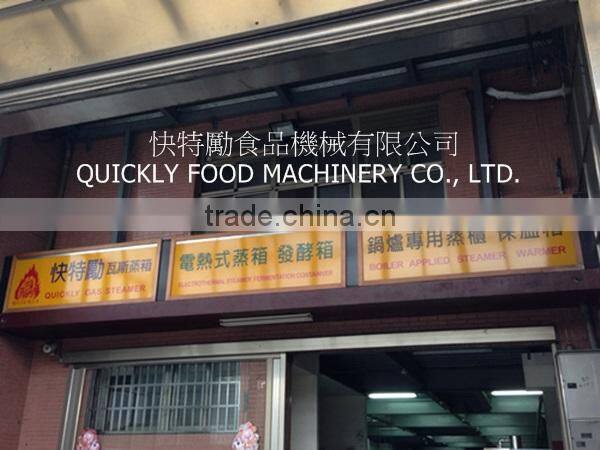 快特勵食品機械有限公司
QUICKLY FOOD MACHINERY CO., LTD.
trade.china.cn
快特勵 瓦斯蒸箱
QUICKLY GAS STEAMER
電熱式蒸箱 發酵箱
ELECTROTHERMAL STEAMER FERMENTATION CONTAINNER
鍋爐專用蒸櫃 保溫箱
BOILER APPLIED STEAMER WARMER